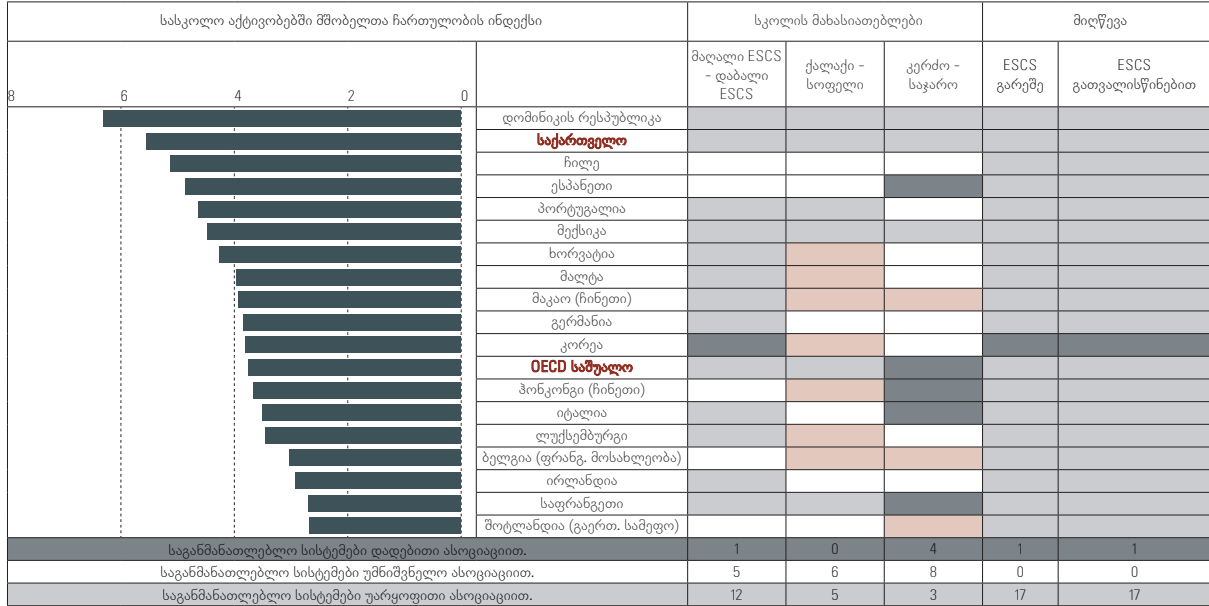 სასკოლო აქტივობებში მშობელთა ჩართულობის ინდექსი სკოლის მახასიათებლები მიღწევა
მაღალი ESCS
- დაბალი
ESCS
ქალაქი -
სოფელი
კერძო -
საჯარო
ESCS
გარეშე
ESCS
გათვალისწინებით
8 6 4 2 0
დომინიკის რესპუბლიკა
საქართველო
ჩილე
ესპანეთი
პორტუგალია
მექსიკა
ხორვატია
მალტა
მაკაო (ჩინეთი)
გერმანია
კორეა
OECD საშუალო
ჰონკონგი (ჩინეთი)
იტალია
ლუქსემბურგი
ბელგია (ფრანგ. მოსახლეობა)
ირლანდია
საფრანგეთი
შოტლანდია (გაერთ. სამეფო)
საგანმანათლებლო სისტემები დადებითი ასოციაციით. 1 0 4 1 1
საგანმანათლებლო სისტემები უმნიშვნელო ასოციაციით. 5 6 8 0 0
საგანმანათლებლო სისტემები უარყოფითი ასოციაციით. 12 5 3 17 17